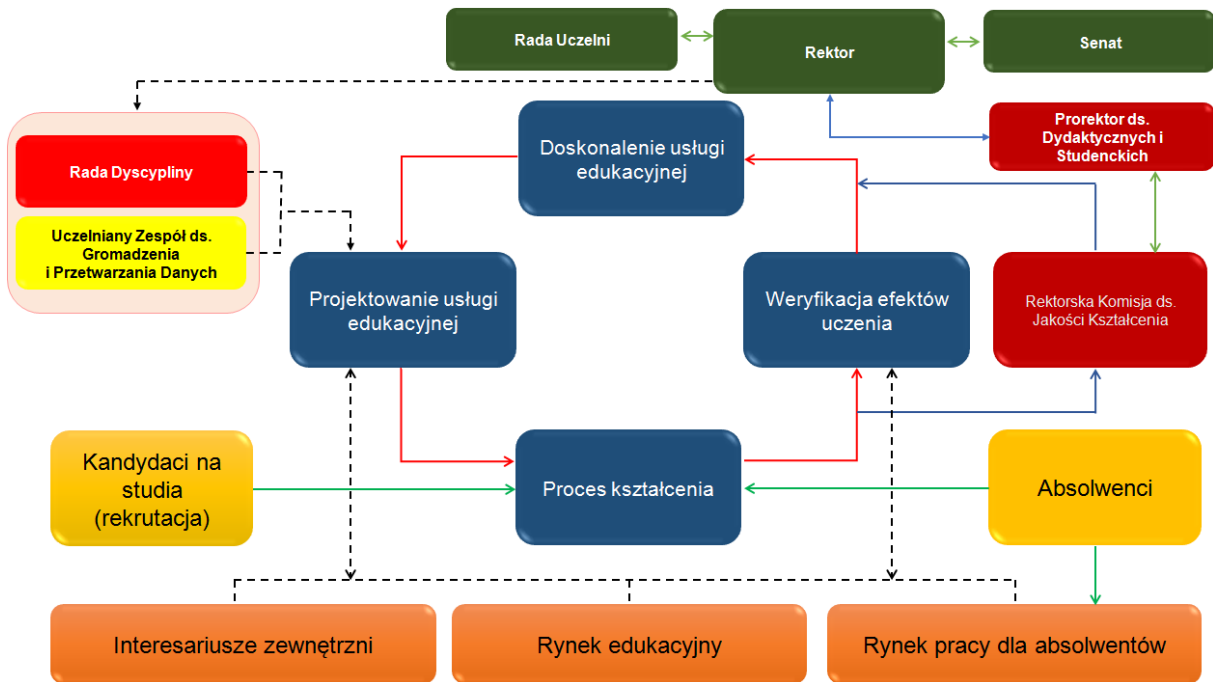 Rada Uczelni
Rektor
Senat
Prorektor ds.
Dydaktycznych i
Studenckich
Doskonalenie usługi
edukacyjnej
Rada Dyscypliny
Uczelniany Zespół ds.
Gromadzenia
i Przetwarzania Danych
Projektowanie usługi
edukacyjnej
Weryfikacja efektów
uczenia
Rektorska Komisja ds.
Jakości Kształcenia
Kandydaci na
studia
(rekrutacja)
Proces kształcenia
Absolwenci
Interesariusze zewnętrzni
Rynek edukacyjny
Rynek pracy dla absolwentów